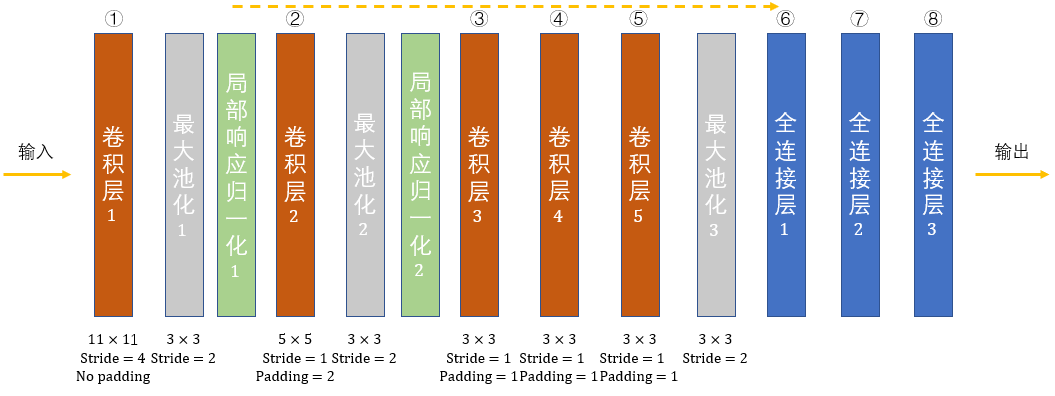 ① ② ③ ④ ⑤ ⑥ ⑦ ⑧
输入
卷积层1
最大池化1
局部响应归一化1
卷积层2
最大池化2
局部响应归一化2
卷积层3
卷积层4
卷积层5
最大池化3
全连接层1
全连接层2
全连接层3
输出
11 × 11
Stride = 4
No padding
3 × 3
Stride = 2
5 × 5
Stride = 1
Padding = 2
3 × 3
Stride = 2
3 × 3
Stride = 1
Padding = 1
3 × 3
Stride = 1
Padding = 1
3 × 3
Stride = 1
Padding = 1
3 × 3
Stride = 2